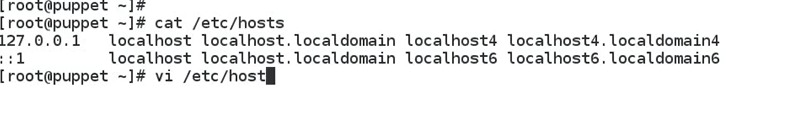 [root@puppet ~]#
[root@puppet ~]# cat /etc/hosts
127.0.0.1   localhost localhost.localdomain localhost4 localhost4.localdomain4
::1         localhost localhost.localdomain localhost6 localhost6.localdomain6
[root@puppet ~]# vi /etc/host